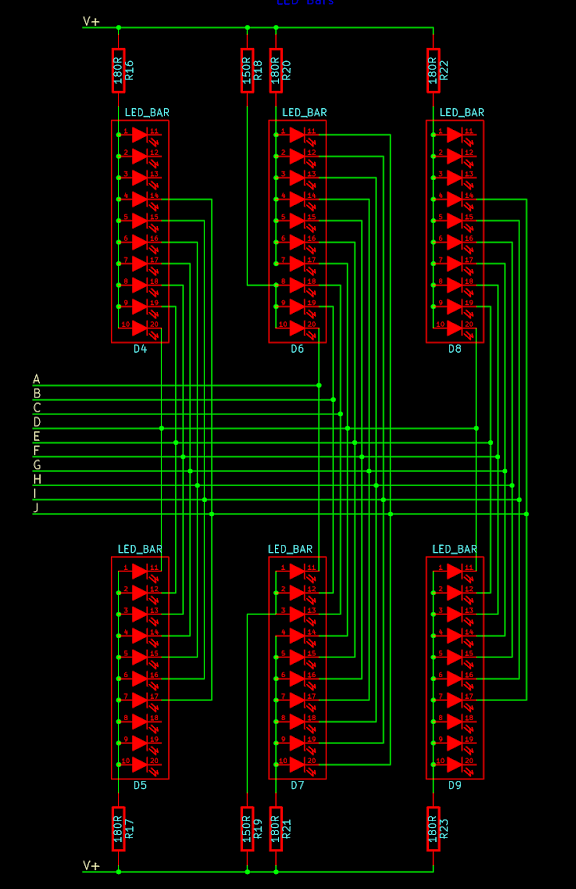 LED Bars
V+
180R R16
150R R18
180R R20
180R R22
LED_BAR LED_BAR LED_BAR
1 11 1 11 1 11
2 12 2 12 2 12
3 13 3 13 3 13
4 14 4 14 4 14
5 15 5 15 5 15
6 16 6 16 6 16
7 17 7 17 7 17
8 18 8 18 8 18
9 19 9 19 9 19
10 20 10 20 10 20
D4 D6 D8
A
B
C
D
E
F
G
H
I
J
LED_BAR LED_BAR LED_BAR
1 11 1 11 1 11
2 12 2 12 2 12
3 13 3 13 3 13
4 14 4 14 4 14
5 15 5 15 5 15
6 16 6 16 6 16
7 17 7 17 7 17
8 18 8 18 8 18
9 19 9 19 9 19
10 20 10 20 10 20
D5 D7 D9
180R R17
150R R19
180R R21
180R R23
V+